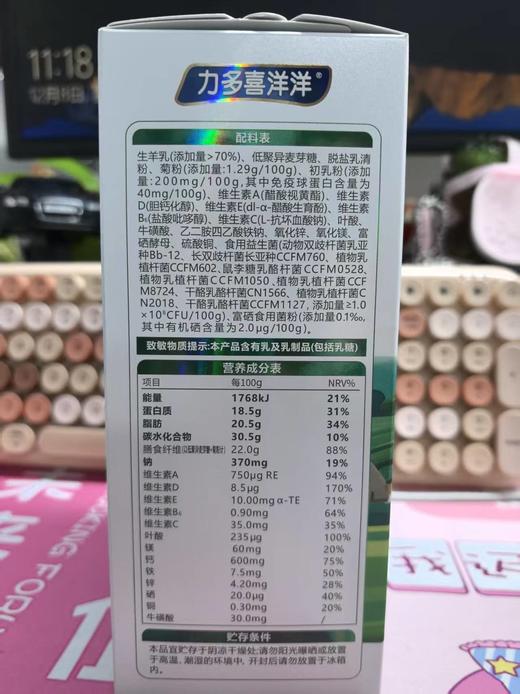 11:18
12月8日
力多喜洋洋®
配料表
生羊乳(添加量>70%)、低聚异麦芽糖、脱盐乳清
粉、菊粉(添加量:1.29g/100g)、初乳粉(添加
量:200mg/100g,其中免疫球蛋白含量为
40mg/100g)、维生素A(醋酸视黄酯)、维生素
D(胆钙化醇)、维生素E(dl-α-醋酸生育酚)、维生素
B₆(盐酸吡哆醇)、维生素C(L-抗坏血酸钠)、叶酸、
牛磺酸、乙二胺四乙酸铁钠、氧化锌、氧化镁、富
硒酵母、硫酸铜、食用益生菌(动物双歧杆菌乳亚
种Bb-12、长双歧杆菌长亚种CCFM760、植物乳
植杆菌CCFM602、鼠李糖乳酪杆菌CCFM0528、
植物乳植杆菌CCFM1050、植物乳植杆菌CCF
M8724、干酪乳酪杆菌CN1566、植物乳植杆菌C
N2018、干酪乳酪杆菌CCFM1127,添加量≥1.0
×10⁸CFU/100g)、富硒食用菌粉(添加量0.1‰,
其中有机硒含量为2.0μg/100g)。
致敏物质提示:本产品含有乳及乳制品(包括乳糖)
营养成分表
项目 每100g NRV%
能量 1768kJ 21%
蛋白质 18.5g 31%
脂肪 20.5g 34%
碳水化合物 30.5g 10%
膳食纤维 22.0g 88%
钠 370mg 19%
维生素A 750μg RE 94%
维生素D 8.5μg 170%
维生素E 10.00mg α-TE 71%
维生素B₆ 0.90mg 64%
维生素C 35.0mg 35%
叶酸 235μg 100%
镁 60mg 20%
钙 600mg 75%
铁 7.5mg 50%
锌 4.20mg 28%
硒 20.0μg 40%
铜 0.30mg 20%
牛磺酸 30.0mg /
贮存条件
本品宜贮存于阴凉干燥处;请勿阳光曝晒或放置
于高温、潮湿的环境中,开封后请勿放置于冰箱
内。